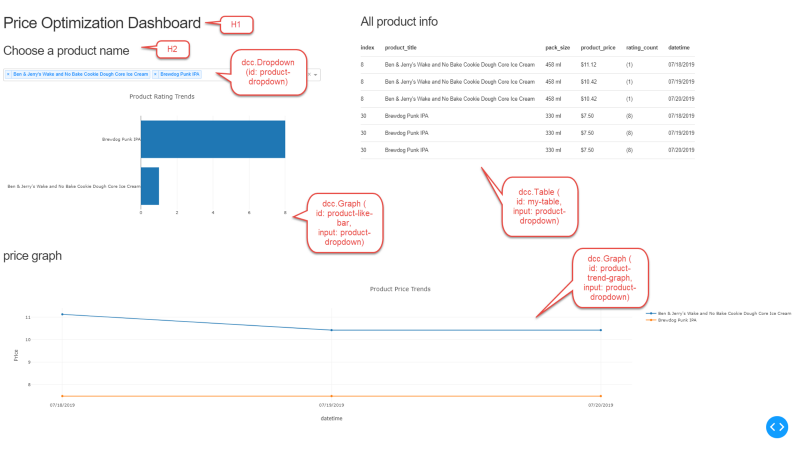 Price Optimization Dashboard
H1
Choose a product name
H2
× Ben & Jerry's Wake and No Bake Cookie Dough Core Ice Cream × Brewdog Punk IPA
dcc.Dropdown
(id: product-
dropdown)
Product Rating Trends
Brewdog Punk IPA
Ben & Jerry's Wake and No Bake Cookie Dough Core Ice Cream
0 2 4 6 8
dcc.Graph (
id: product-like-
bar,
input: product-
dropdown)
All product info
index product_title pack_size product_price rating_count datetime
8 Ben & Jerry's Wake and No Bake Cookie Dough Core Ice Cream 458 ml $11.12 (1) 07/18/2019
8 Ben & Jerry's Wake and No Bake Cookie Dough Core Ice Cream 458 ml $10.42 (1) 07/19/2019
8 Ben & Jerry's Wake and No Bake Cookie Dough Core Ice Cream 458 ml $10.42 (1) 07/20/2019
30 Brewdog Punk IPA 330 ml $7.50 (8) 07/18/2019
30 Brewdog Punk IPA 330 ml $7.50 (8) 07/19/2019
30 Brewdog Punk IPA 330 ml $7.50 (8) 07/20/2019
dcc.Table (
id: my-table,
input: product-
dropdown)
price graph
dcc.Graph (
id: product-
trend-graph,
input: product-
dropdown)
Product Price Trends
Ben & Jerry's Wake and No Bake Cookie Dough Core Ice Cream
Brewdog Punk IPA
Price
11
10
9
8
07/18/2019 07/19/2019 07/20/2019
datetime